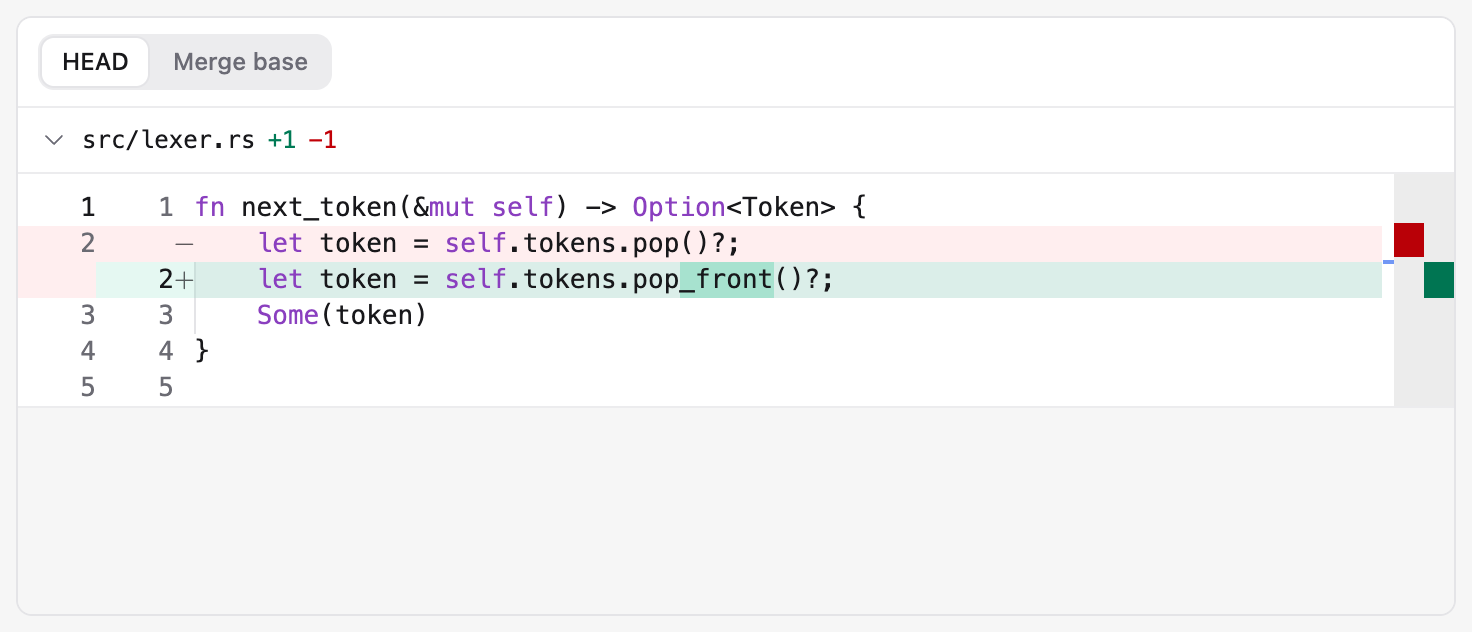 HEAD Merge base
src/lexer.rs +1 −1
1 1 fn next_token(&mut self) -> Option<Token> {
2 − let token = self.tokens.pop()?;
2+ let token = self.tokens.pop_front()?;
3 3 Some(token)
4 4 }
5 5